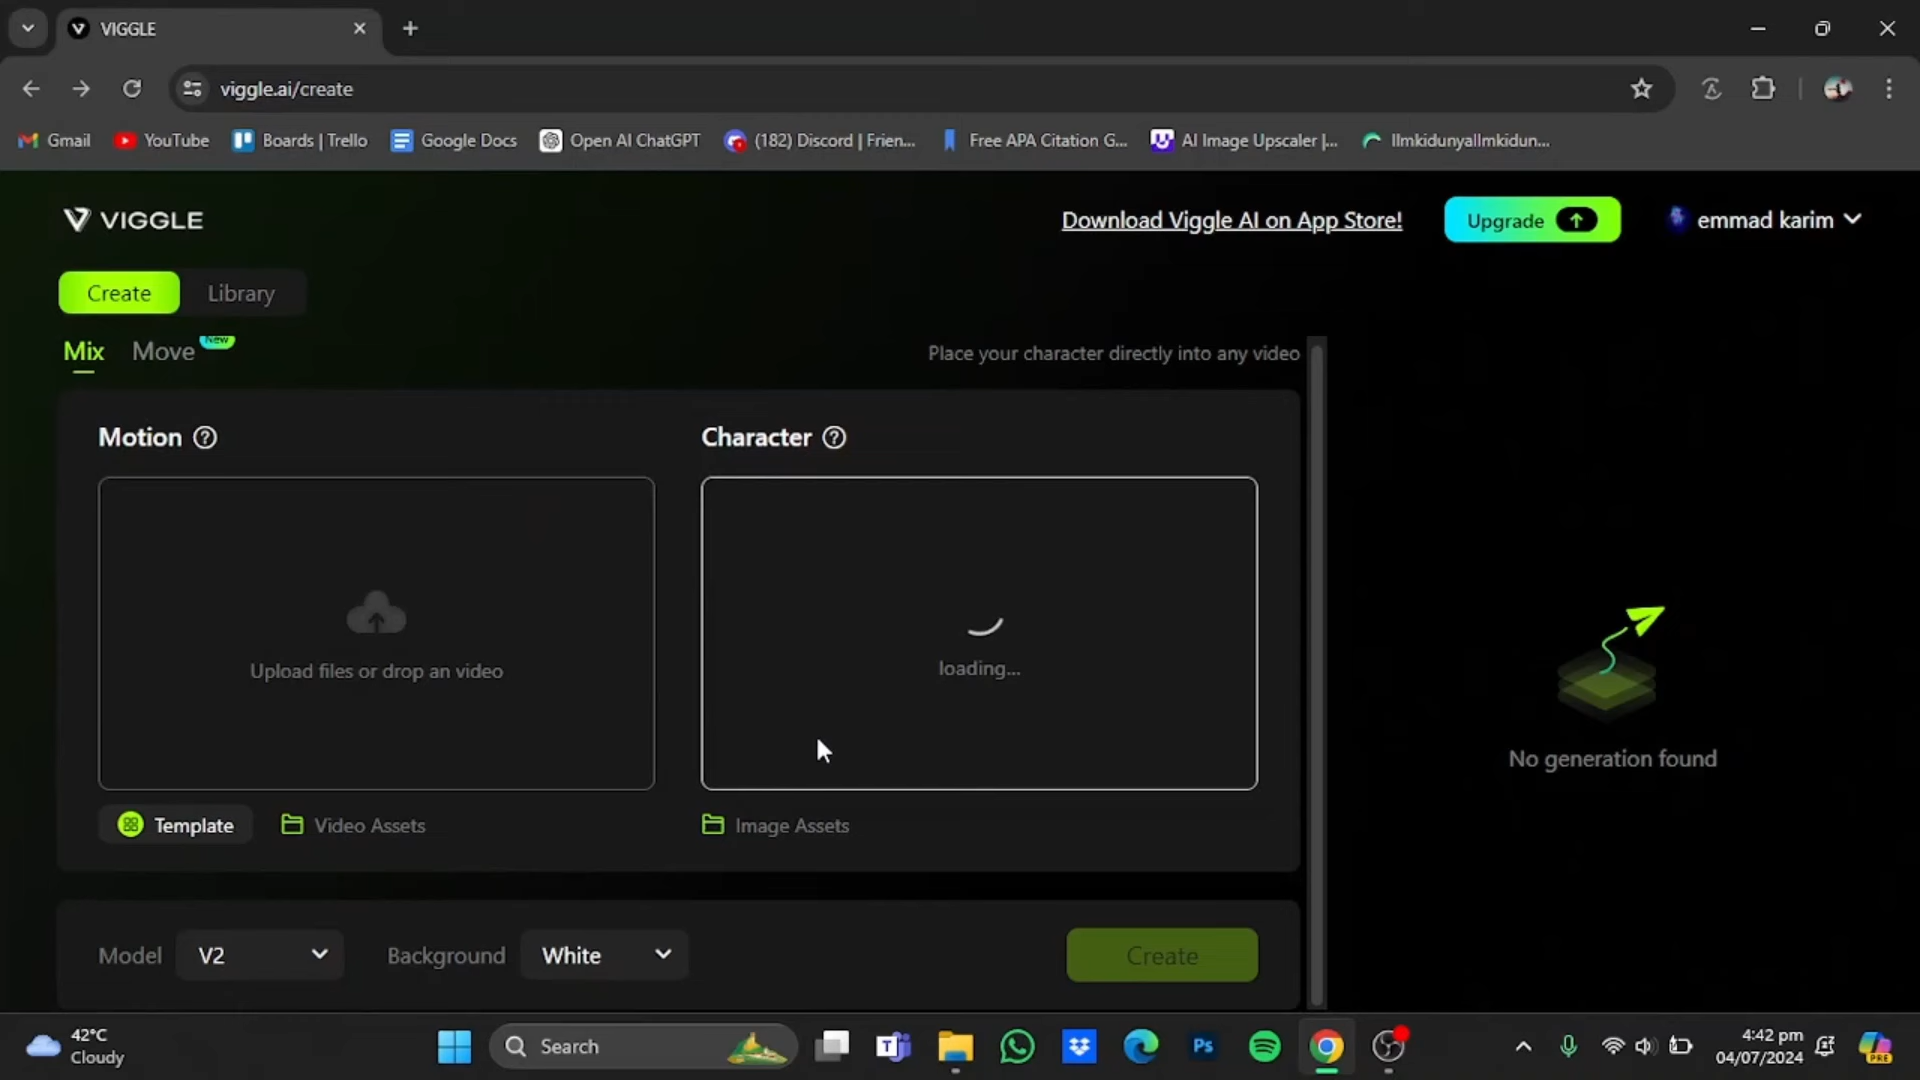 VIGGLE
viggle.ai/create
Gmail
YouTube
Boards | Trello
Google Docs
Open AI ChatGPT
(182) Discord | Frien...
Free APA Citation G...
AI Image Upscaler |...
Ilmkidunyallmkidun...
VIGGLE
Download Viggle AI on App Store!
Upgrade
emmad karim
Create
Library
Mix
Move
New
Place your character directly into any video
Motion
Character
Upload files or drop an video
loading...
No generation found
Template
Video Assets
Image Assets
Model
V2
Background
White
Create
42°C
Cloudy
Search
T
Ps
4:42 pm
04/07/2024
PRE